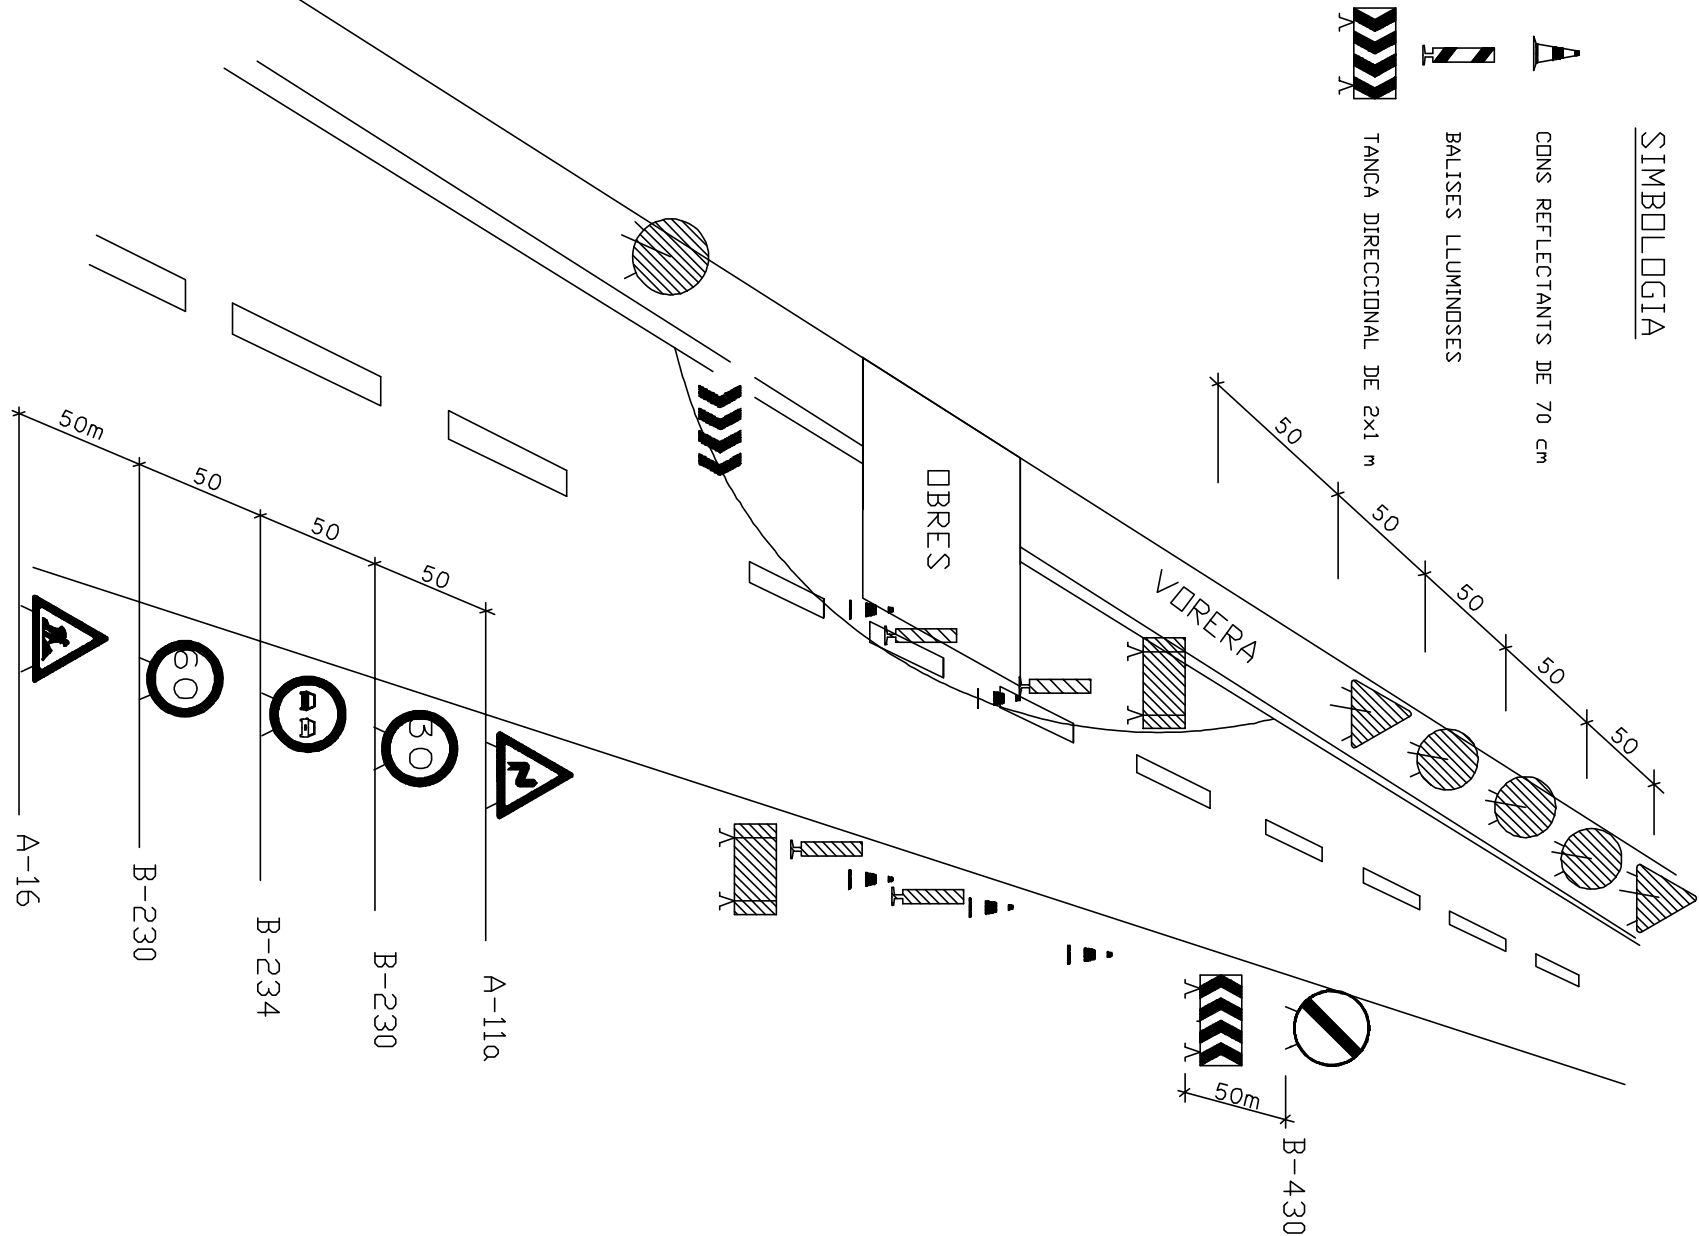 SIMBOLOGIA
CONS REFLECTANTS DE 70 cm
BALISES LLUMINOSES
TANCA DIRECCIONAL DE 2x1 m
50
50
50
50
50
VORERA
OBRES
50m
50
50
50
60
30
A-16
B-230
B-234
B-230
A-11a
50m
B-430